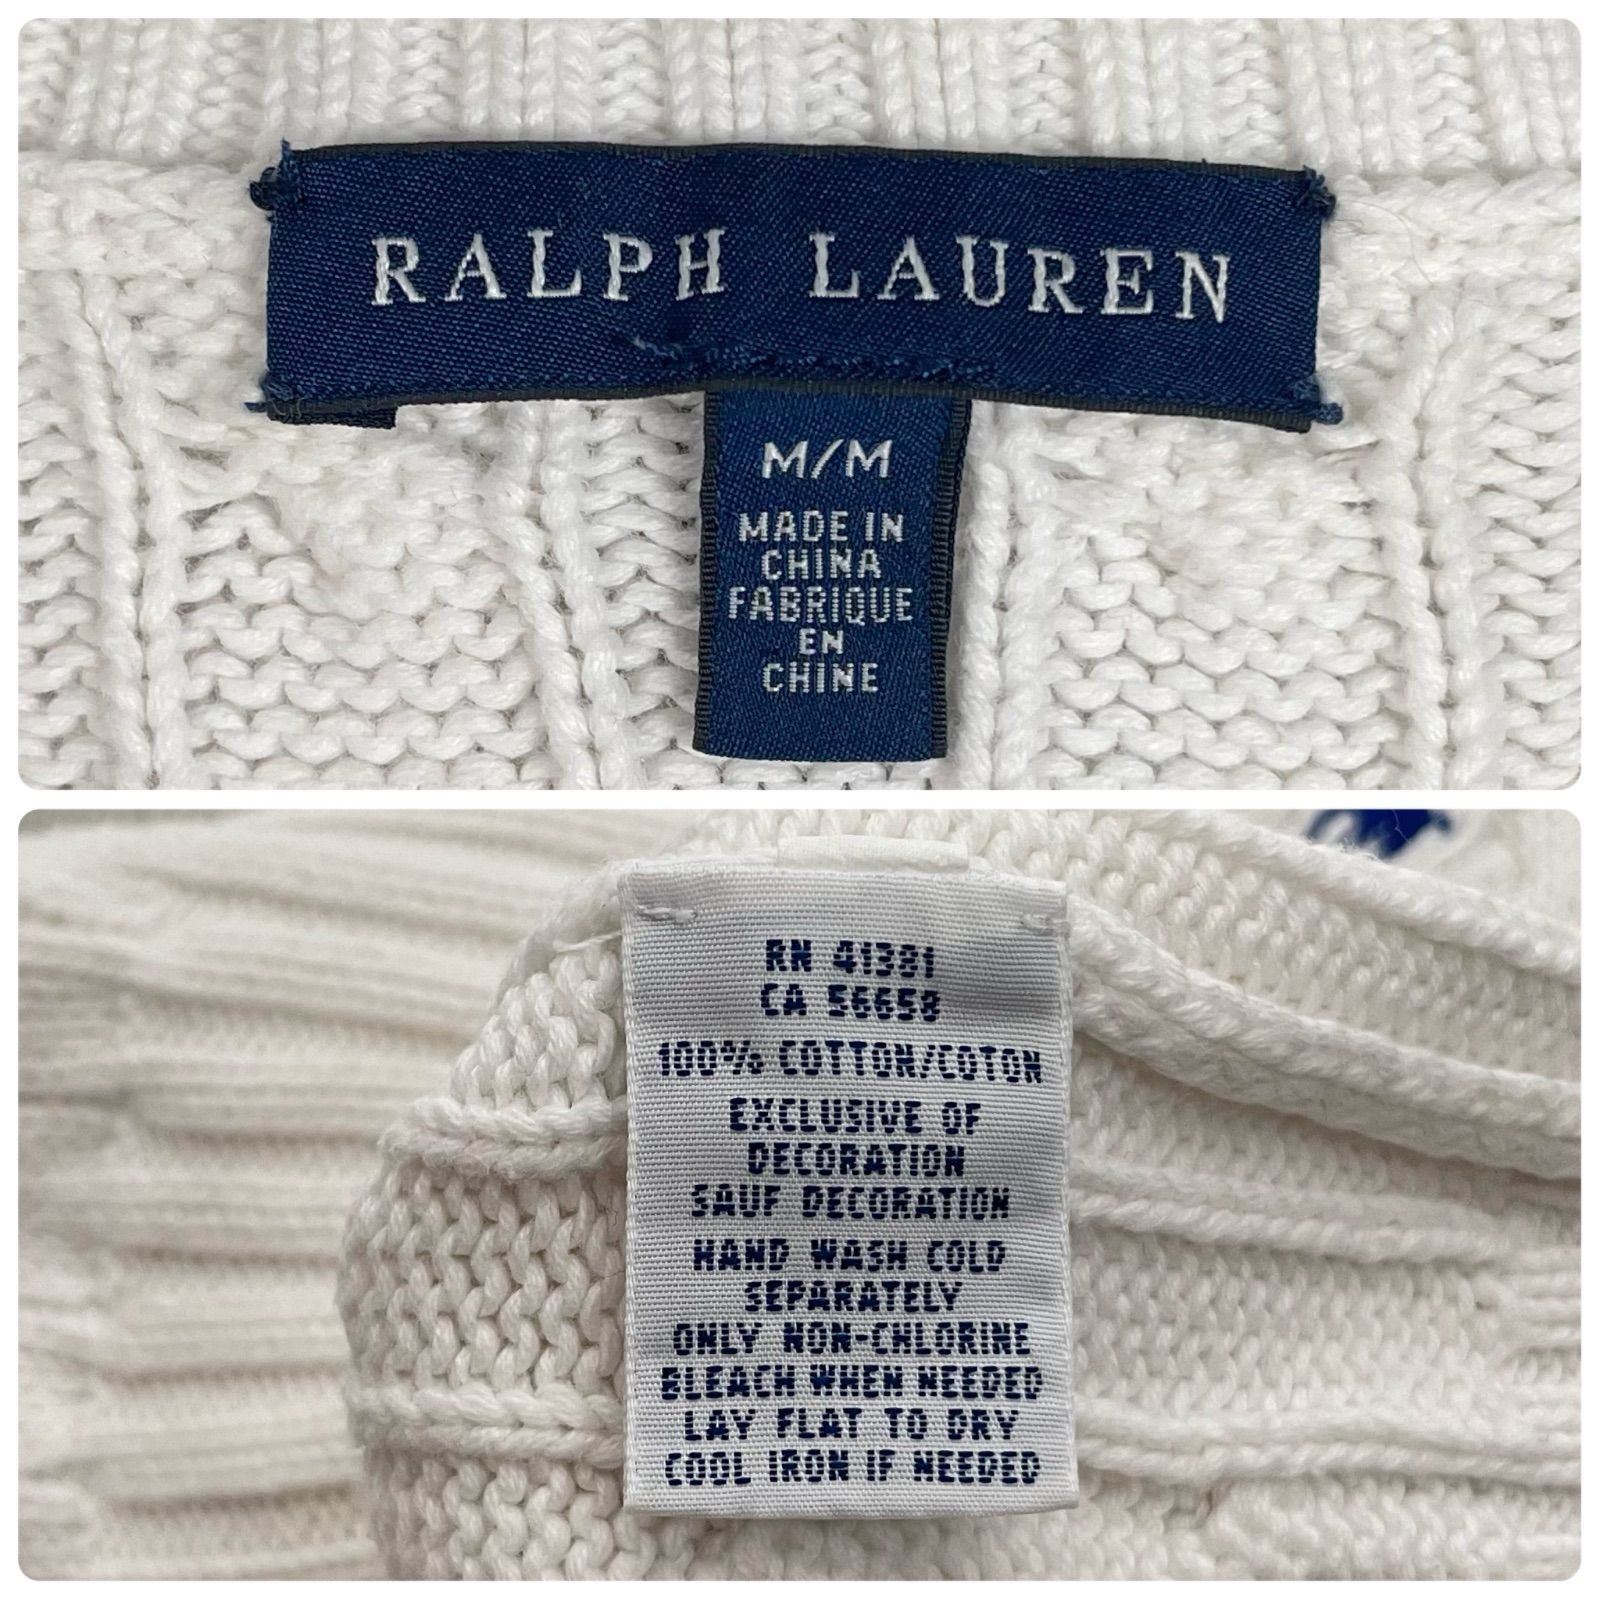 RALPH LAUREN
M/M
MADE IN
CHINA
FABRIQUE
EN
CHINE
RN 41381
CA 56658
100% COTTON/COTON
EXCLUSIVE OF
DECORATION
SAUF DECORATION
HAND WASH COLD
SEPARATELY
ONLY NON-CHLORINE
BLEACH WHEN NEEDED
LAY FLAT TO DRY
COOL IRON IF NEEDED